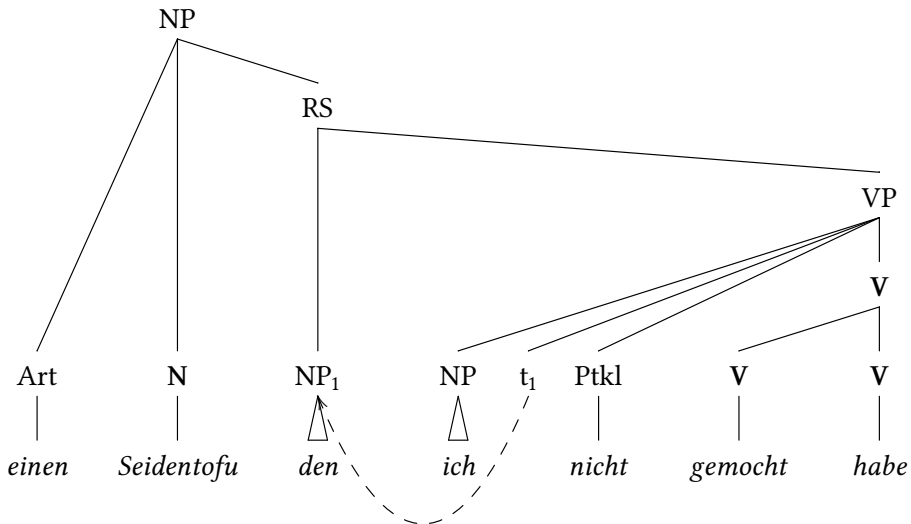 NP
RS
VP
V
Art N NP₁ NP t₁ Ptkl V V
einen Seidentofu den ich nicht gemocht habe